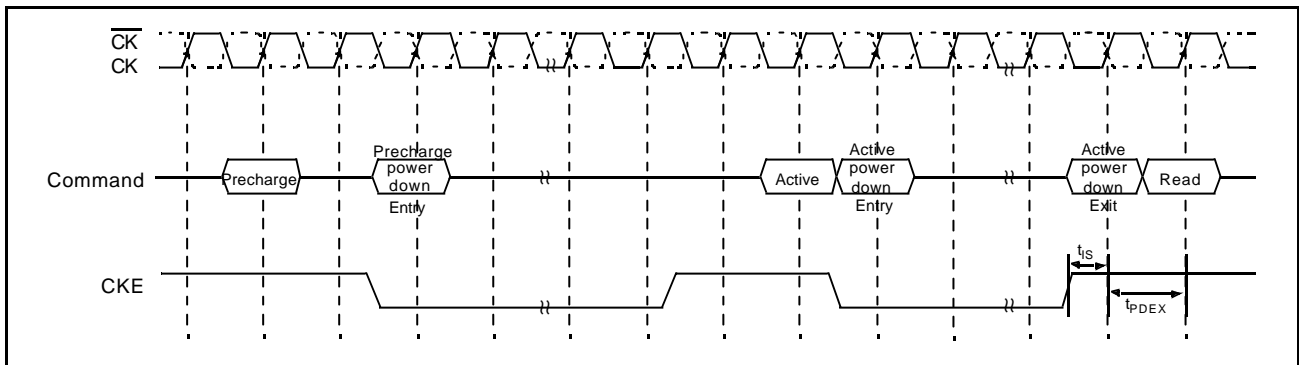 CK
CK
Command
Precharge
Precharge
power
down
Entry
Active
Active
power
down
Entry
Active
power
down
Exit
Read
CKE
tIS
tPDEX